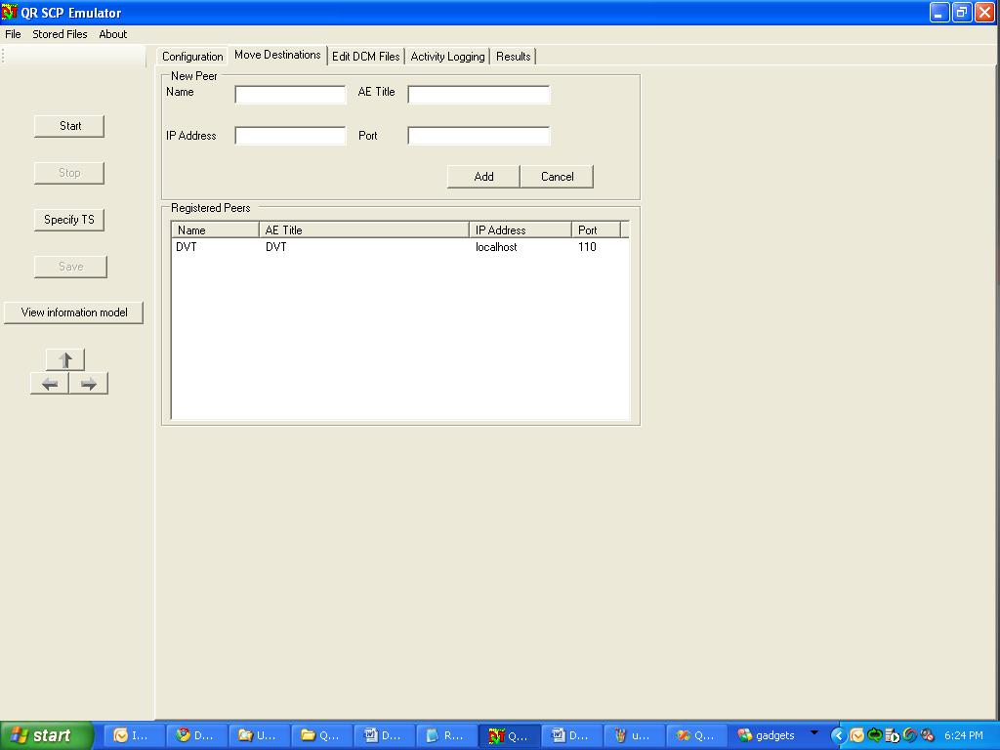 QR SCP Emulator
File Stored Files About
Configuration Move Destinations Edit DCM Files Activity Logging Results
New Peer
Name AE Title
IP Address Port
Add Cancel
Start
Stop
Specify TS
Save
View information model
Registered Peers
Name AE Title IP Address Port
DVT DVT localhost 110
start I... D... U... Q... D... R... Q... D... u... Q... gadgets 6:24 PM